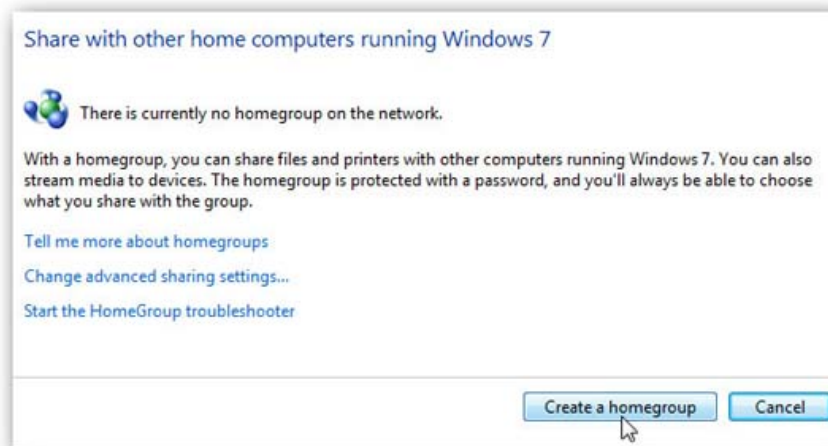 Share with other home computers running Windows 7
There is currently no homegroup on the network.
With a homegroup, you can share files and printers with other computers running Windows 7. You can also
stream media to devices. The homegroup is protected with a password, and you'll always be able to choose
what you share with the group.
Tell me more about homegroups
Change advanced sharing settings...
Start the HomeGroup troubleshooter
Create a homegroup Cancel